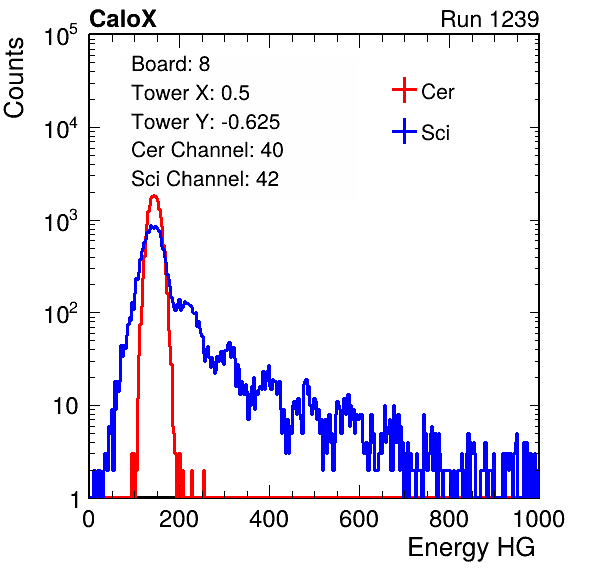 CaloX Run 1239
Counts
Board: 8
Tower X: 0.5
Tower Y: -0.625
Cer Channel: 40
Sci Channel: 42
Cer
Sci
10^5
10^4
10^3
10^2
10
1
0 200 400 600 800 1000
Energy HG